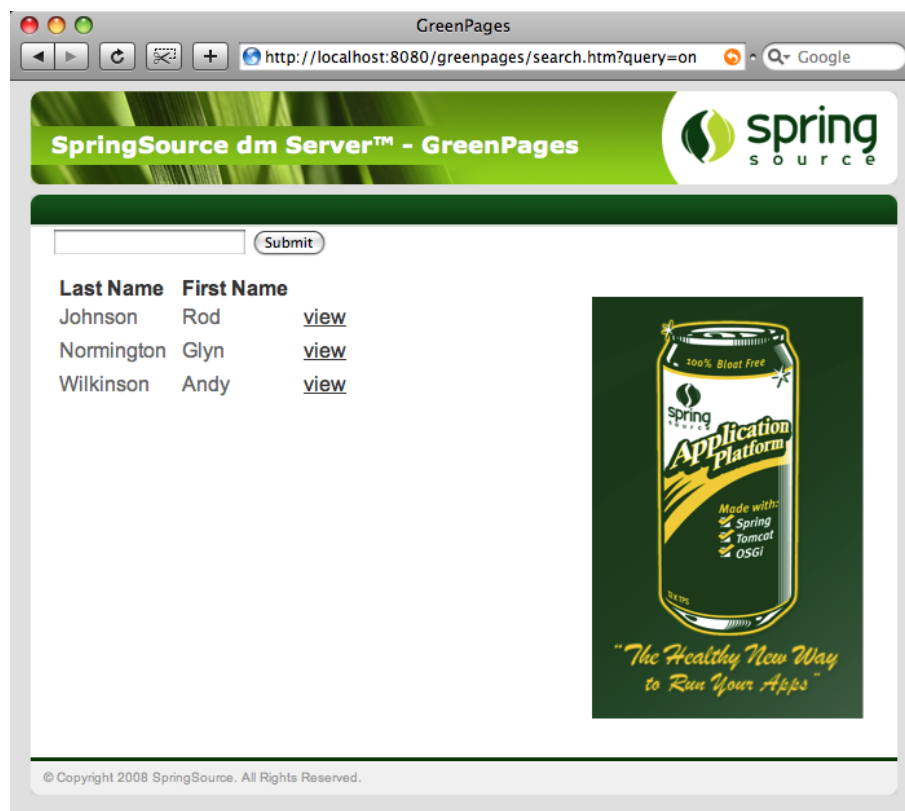 GreenPages
http://localhost:8080/greenpages/search.htm?query=on
Google
SpringSource dm Server™ - GreenPages
spring
source
Submit
Last Name First Name
Johnson Rod view
Normington Glyn view
Wilkinson Andy view
100% Bloat Free
spring
source
Application
Platform
Made with:
Spring
Tomcat
OSGi
12 X TPS
"The Healthy New Way
to Run Your Apps"
© Copyright 2008 SpringSource. All Rights Reserved.